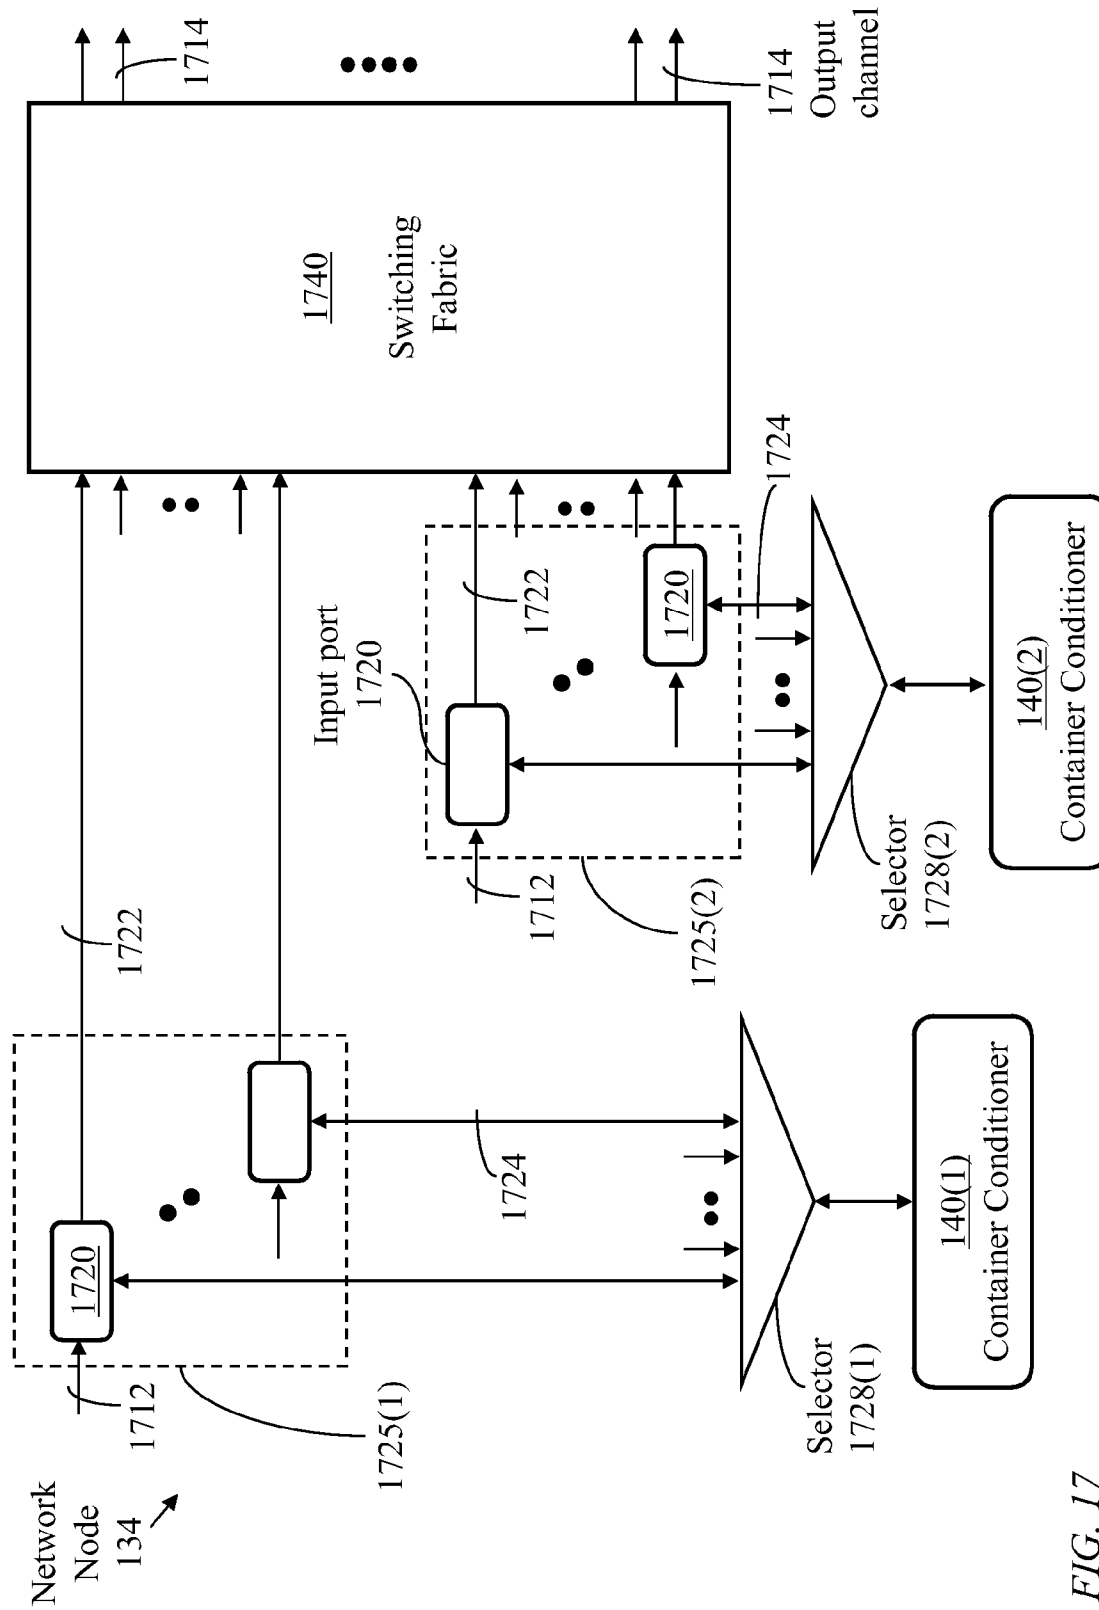 Network
Node
134
1712
1720
1725(1)
1722
1724
Selector
1728(1)
140(1)
Container Conditioner
Input port
1720
1712
1722
1720
1725(2)
1724
Selector
1728(2)
140(2)
Container Conditioner
1740
Switching
Fabric
1714
1714
Output
channel
FIG. 17